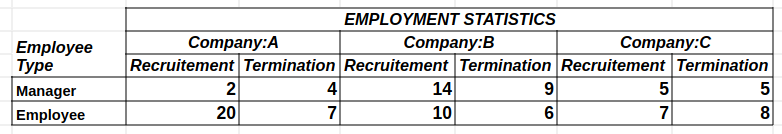 EMPLOYMENT STATISTICS
Employee Type Company:A Company:B Company:C
Recruitement Termination Recruitement Termination Recruitement Termination
Manager 2 4 14 9 5 5
Employee 20 7 10 6 7 8